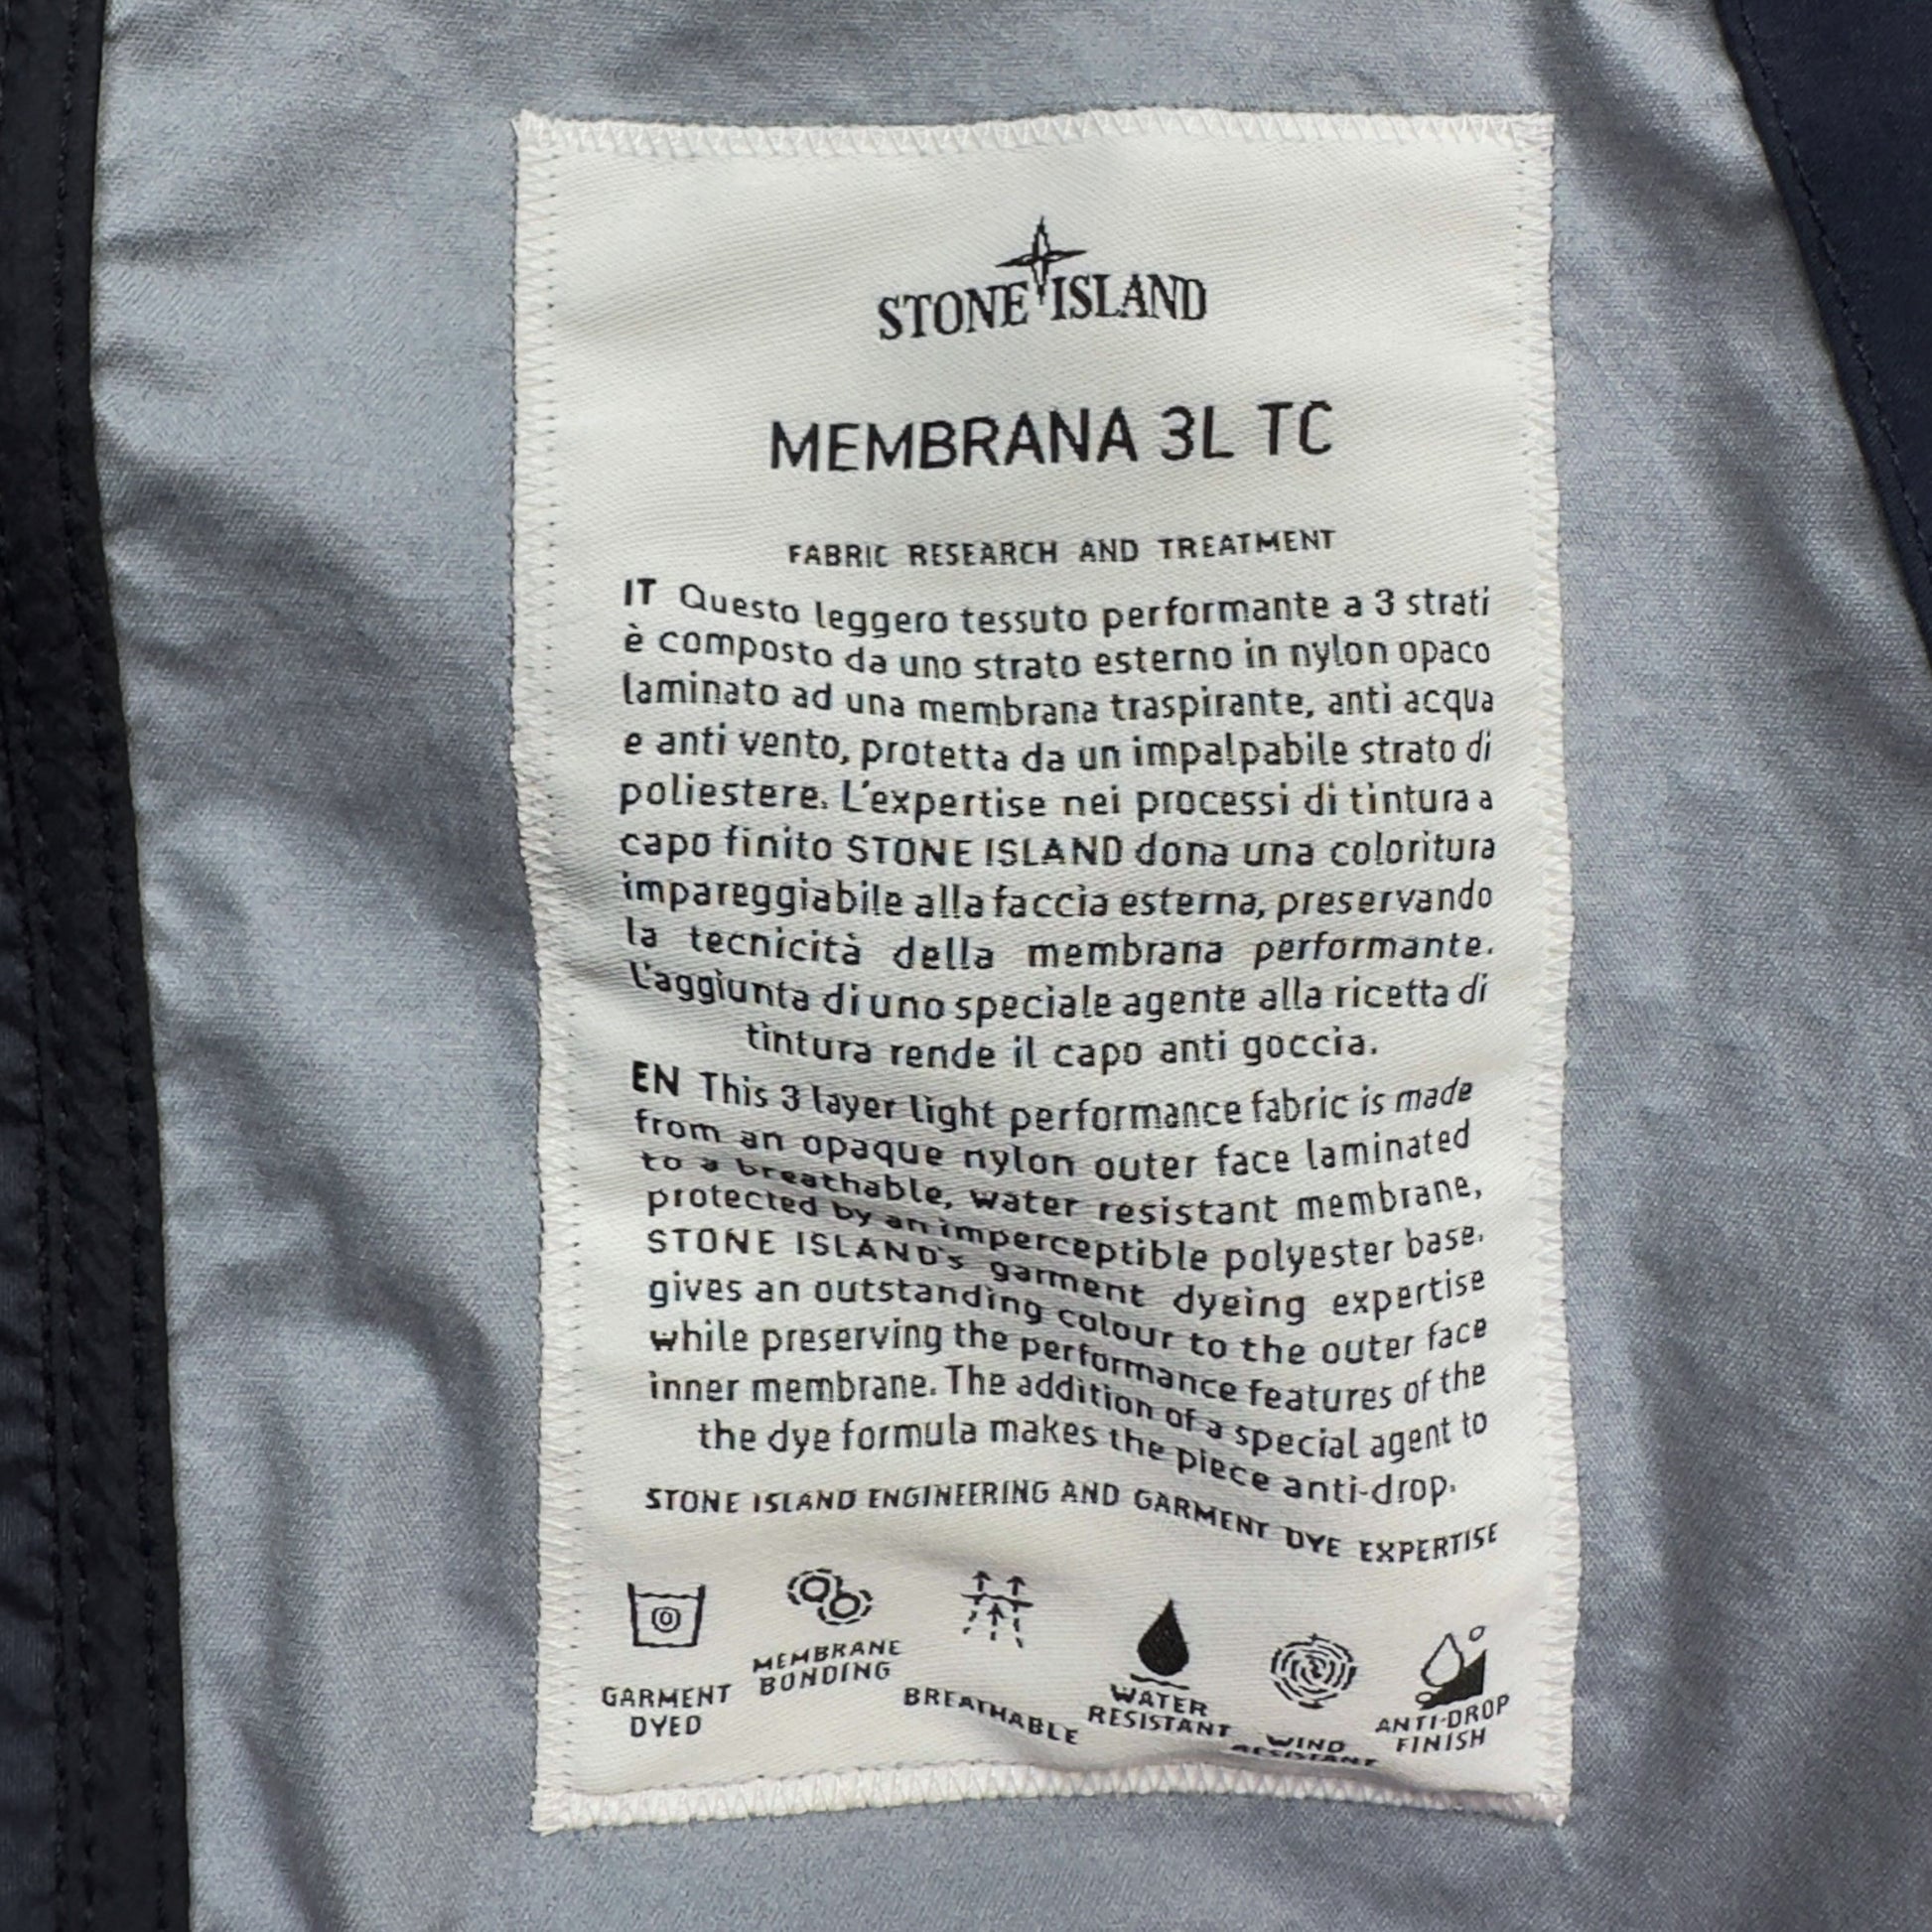 STONE ISLAND
MEMBRANA 3L TC
FABRIC RESEARCH AND TREATMENT
IT Questo leggero tessuto performante a 3 strati
è composto da uno strato esterno in nylon opaco
laminato ad una membrana traspirante, anti acqua
e anti vento, protetta da un impalpabile strato di
poliestere. L'expertise nei processi di tintura a
capo finito STONE ISLAND dona una coloritura
impareggiabile alla faccia esterna, preservando
la tecnicità della membrana performante.
L'aggiunta di uno speciale agente alla ricetta di
tintura rende il capo anti goccia.
EN This 3 layer light performance fabric is made
from an opaque nylon outer face laminated
to a breathable, water resistant membrane,
protected by an imperceptible polyester base.
STONE ISLAND's garment dyeing expertise
gives an outstanding colour to the outer face
while preserving the performance features of the
inner membrane. The addition of a special agent to
the dye formula makes the piece anti-drop.
STONE ISLAND ENGINEERING AND GARMENT DYE EXPERTISE
GARMENT
DYED
MEMBRANE
BONDING
BREATHABLE
WATER
RESISTANT
WIND
RESISTANT
ANTI-DROP
FINISH